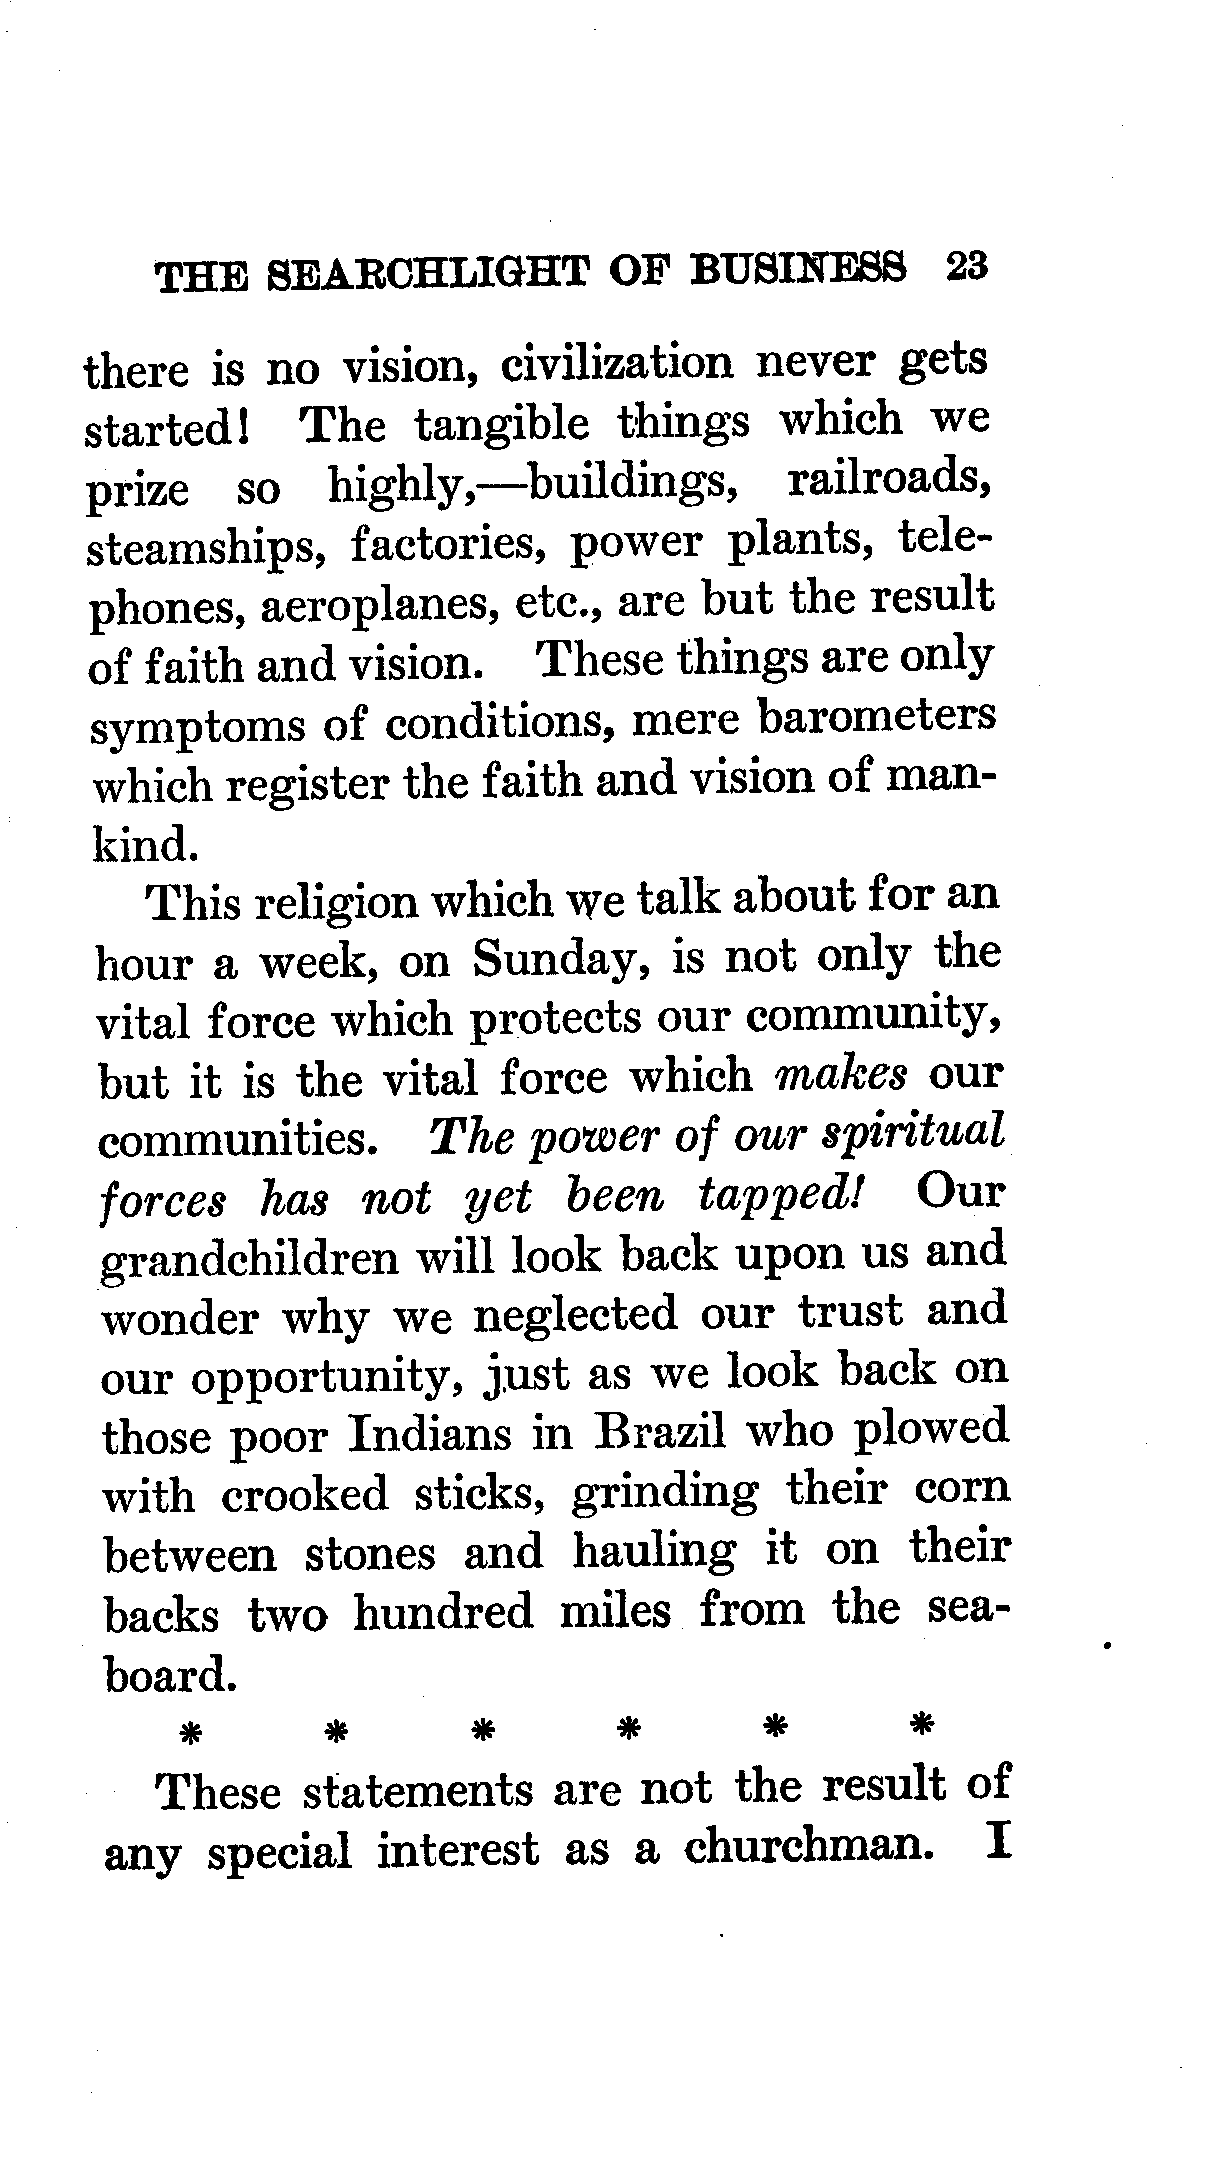 THE SEARCHLIGHT OF BUSINESS 23
there is no vision, civilization never gets
started! The tangible things which we
prize so highly,—buildings, railroads,
steamships, factories, power plants, tele-
phones, aeroplanes, etc., are but the result
of faith and vision. These things are only
symptoms of conditions, mere barometers
which register the faith and vision of man-
kind.
This religion which we talk about for an
hour a week, on Sunday, is not only the
vital force which protects our community,
but it is the vital force which makes our
communities. The power of our spiritual
forces has not yet been tapped! Our
grandchildren will look back upon us and
wonder why we neglected our trust and
our opportunity, just as we look back on
those poor Indians in Brazil who plowed
with crooked sticks, grinding their corn
between stones and hauling it on their
backs two hundred miles from the sea-
board.
* * * * * *
These statements are not the result of
any special interest as a churchman. I